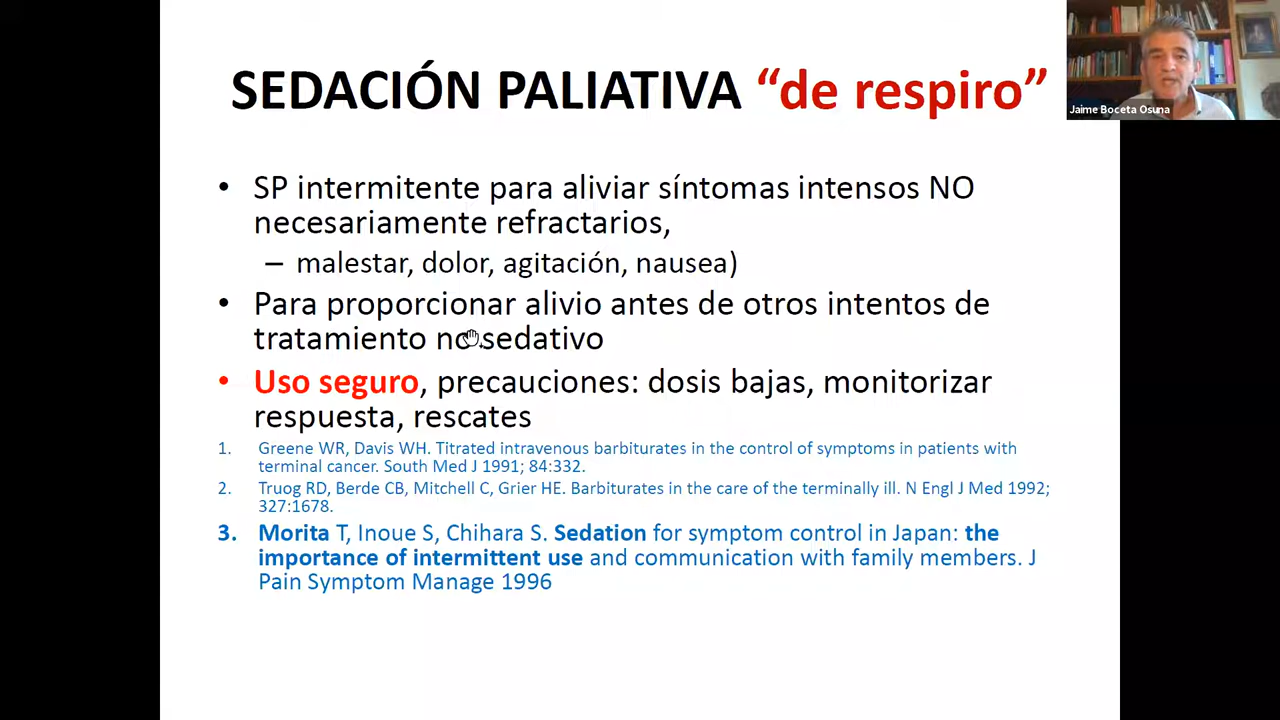 SEDACIÓN PALIATIVA “de respiro”
Jaime Boceta Osuna
• SP intermitente para aliviar síntomas intensos NO
necesariamente refractarios,
– malestar, dolor, agitación, nausea)
• Para proporcionar alivio antes de otros intentos de
tratamiento no sedativo
• Uso seguro, precauciones: dosis bajas, monitorizar
respuesta, rescates
1. Greene WR, Davis WH. Titrated intravenous barbiturates in the control of symptoms in patients with
terminal cancer. South Med J 1991; 84:332.
2. Truog RD, Berde CB, Mitchell C, Grier HE. Barbiturates in the care of the terminally ill. N Engl J Med 1992;
327:1678.
3. Morita T, Inoue S, Chihara S. Sedation for symptom control in Japan: the
importance of intermittent use and communication with family members. J
Pain Symptom Manage 1996